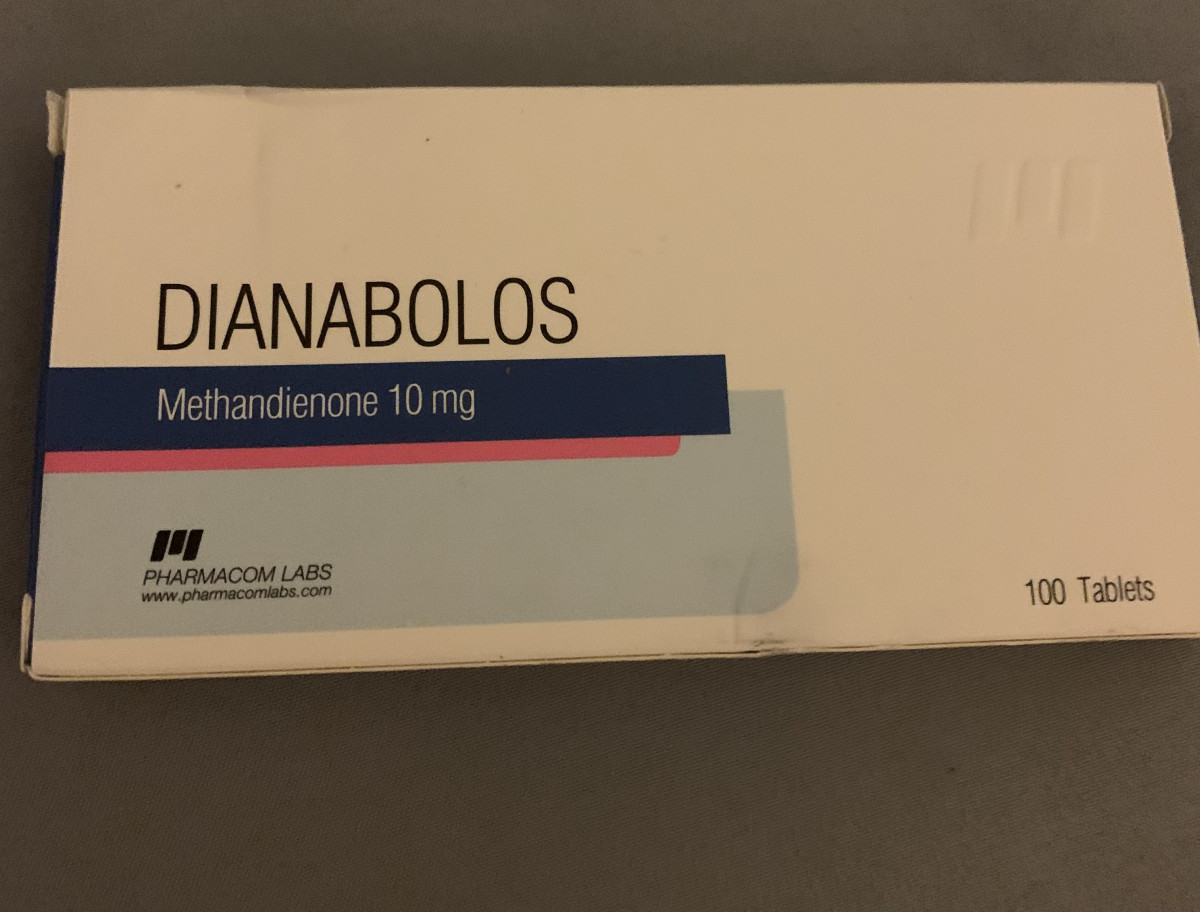 DIANABOLOS
Methandienone 10 mg
PHARMACOM LABS
www.pharmacomlabs.com
100 Tablets